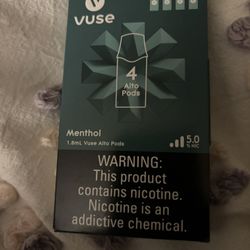 VUSE
4
Alto
Pods
Menthol
1.8mL Vuse Alto Pods
5.0
% NIC
WARNING:
This product
contains nicotine.
Nicotine is an
addictive chemical.